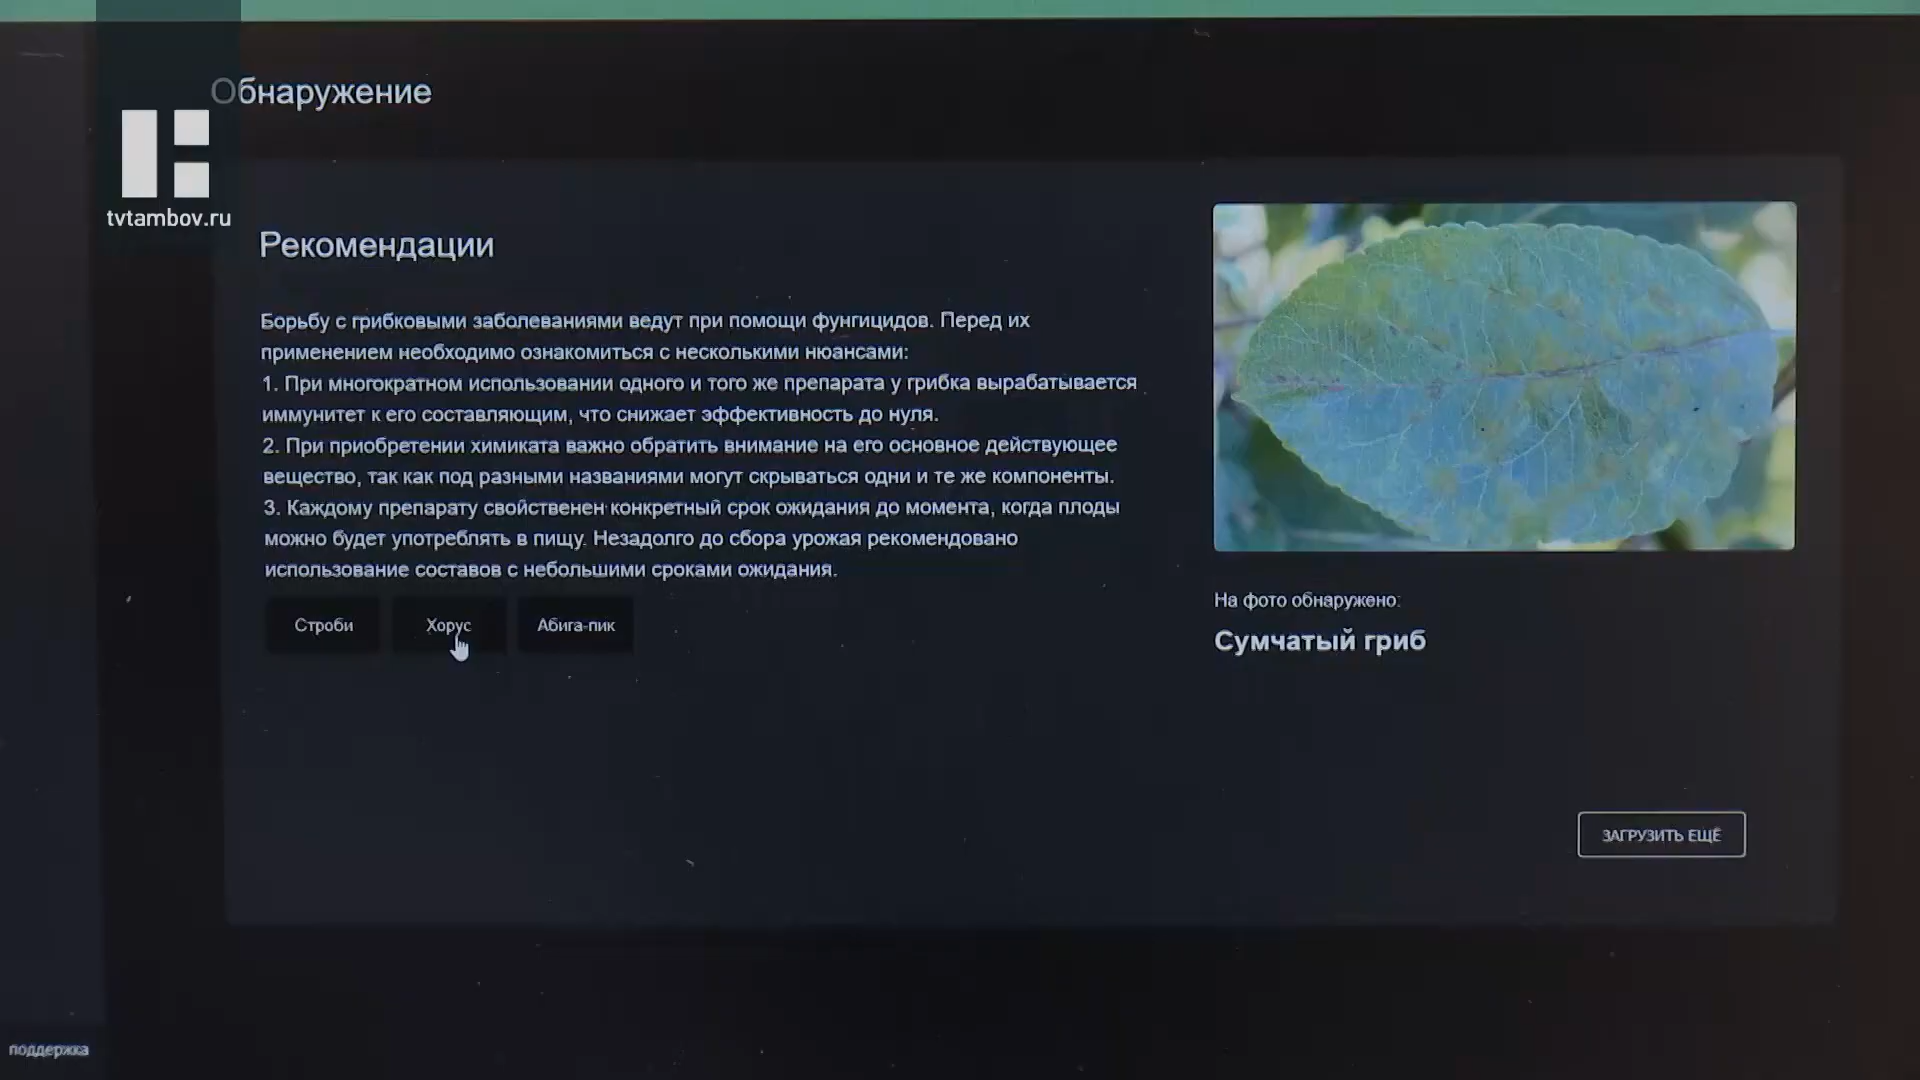 Обнаружение
tvtambov.ru
Рекомендации
Борьбу с грибковыми заболеваниями ведут при помощи фунгицидов. Перед их
применением необходимо ознакомиться с несколькими нюансами:
1. При многократном использовании одного и того же препарата у грибка вырабатывается
иммунитет к его составляющим, что снижает эффективность до нуля.
2. При приобретении химиката важно обратить внимание на его основное действующее
вещество, так как под разными названиями могут скрываться одни и те же компоненты.
3. Каждому препарату свойственен конкретный срок ожидания до момента, когда плоды
можно будет употреблять в пищу. Незадолго до сбора урожая рекомендовано
использование составов с небольшими сроками ожидания.
Строби Хорус Абига-пик
На фото обнаружено:
Сумчатый гриб
ЗАГРУЗИТЬ ЕЩЁ
поддержка